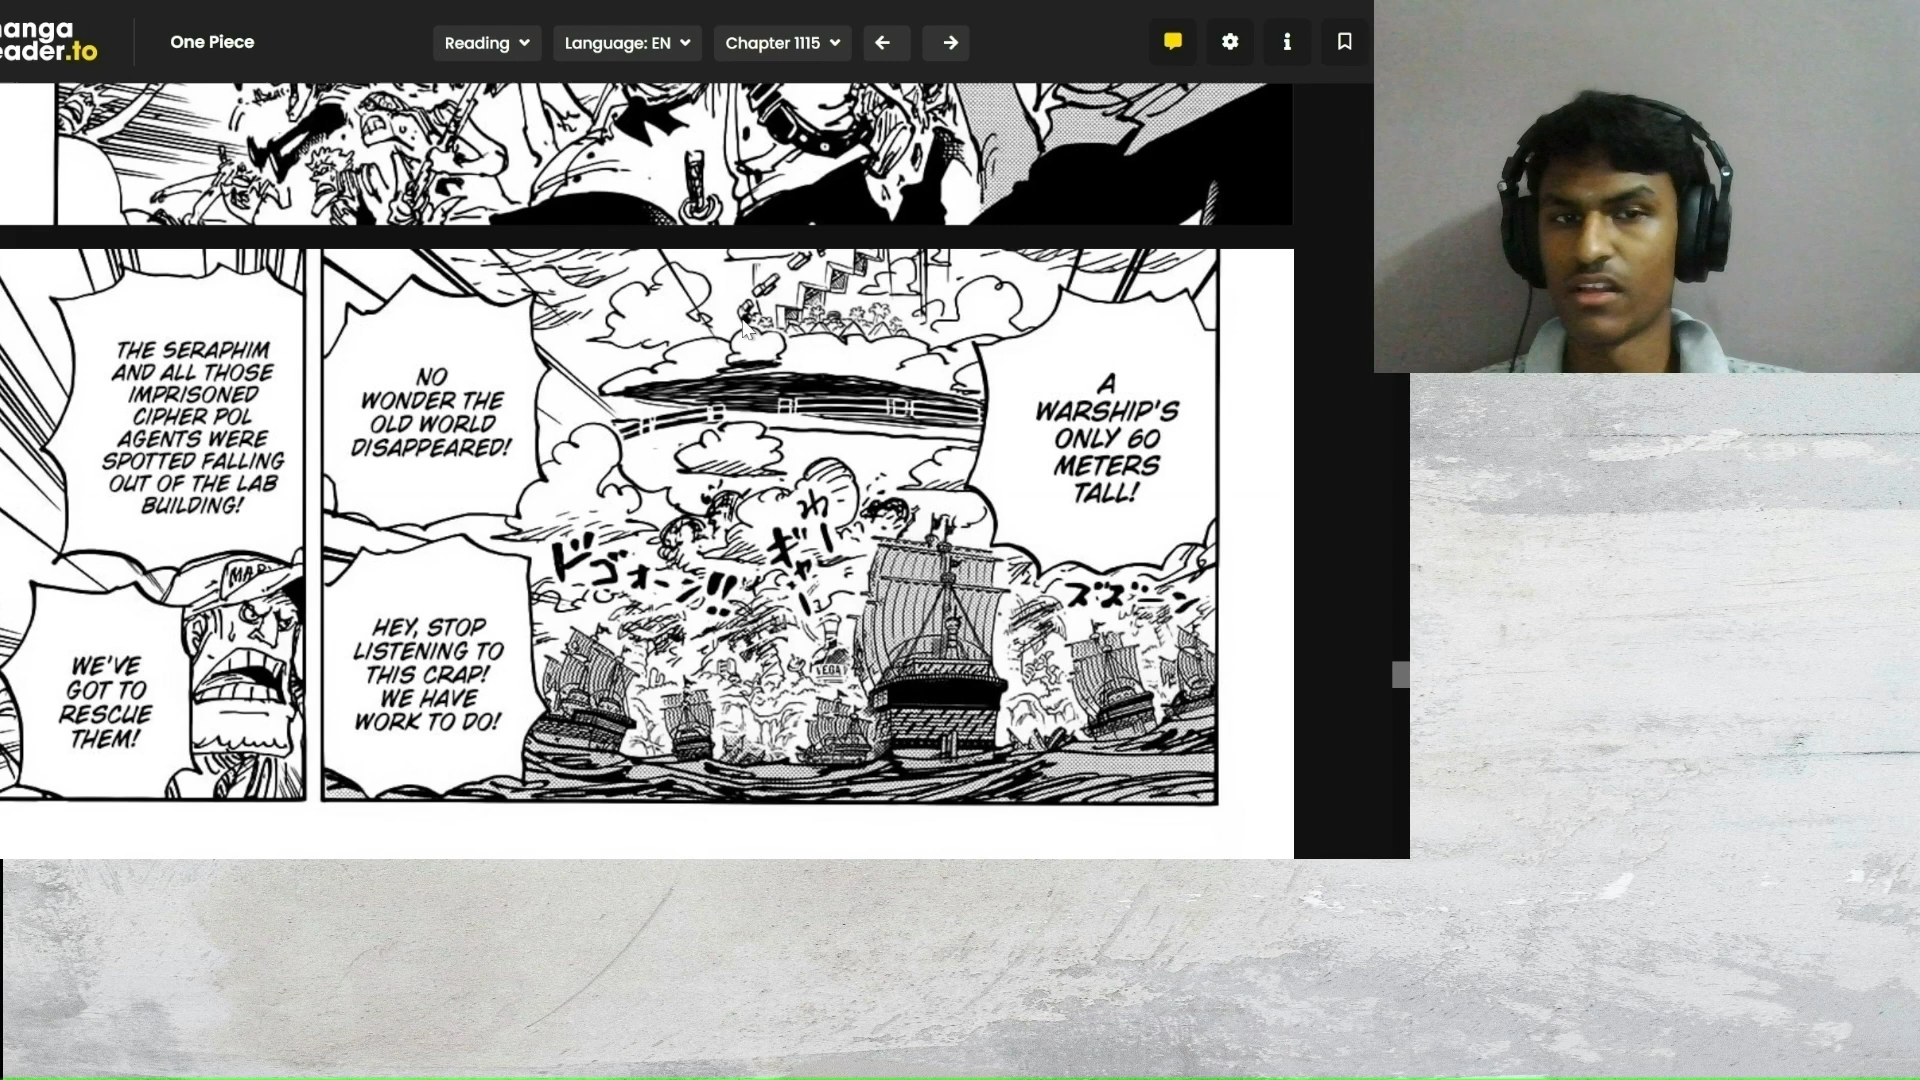 anga
eader.to
One Piece
Reading
Language: EN
Chapter 1115
A
WARSHIP'S
ONLY 60
METERS
TALL!
NO
WONDER THE
OLD WORLD
DISAPPEARED!
HEY, STOP
LISTENING TO
THIS CRAP!
WE HAVE
WORK TO DO!
ドゴォーン!!
ギャー
わー
ズズーン
VEGA
THE SERAPHIM
AND ALL THOSE
IMPRISONED
CIPHER POL
AGENTS WERE
SPOTTED FALLING
OUT OF THE LAB
BUILDING!
MAR
WE'VE
GOT TO
RESCUE
THEM!